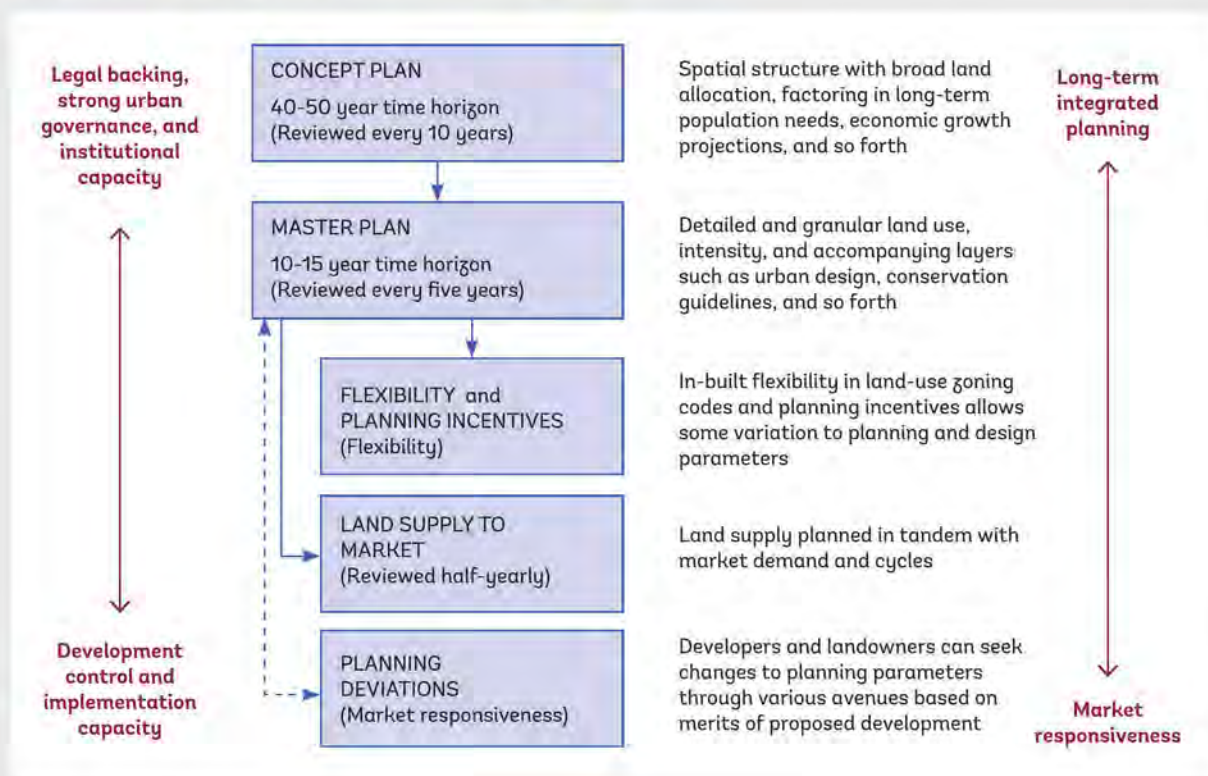 Legal backing,
strong urban
governance, and
institutional
capacity
Development
control and
implementation
capacity
CONCEPT PLAN
40-50 year time horizon
(Reviewed every 10 years)
Spatial structure with broad land
allocation, factoring in long-term
population needs, economic growth
projections, and so forth
MASTER PLAN
10-15 year time horizon
(Reviewed every five years)
Detailed and granular land use,
intensity, and accompanying layers
such as urban design, conservation
guidelines, and so forth
FLEXIBILITY and
PLANNING INCENTIVES
(Flexibility)
In-built flexibility in land-use zoning
codes and planning incentives allows
some variation to planning and design
parameters
LAND SUPPLY TO
MARKET
(Reviewed half-yearly)
Land supply planned in tandem with
market demand and cycles
PLANNING
DEVIATIONS
(Market responsiveness)
Developers and landowners can seek
changes to planning parameters
through various avenues based on
merits of proposed development
Long-term
integrated
planning
Market
responsiveness